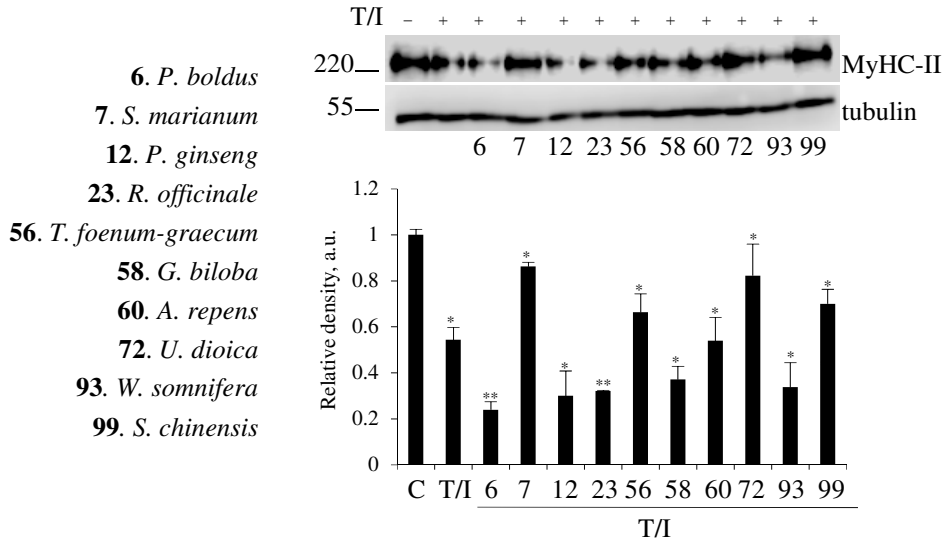 T/I – + + + + + + + + + + +
220
MyHC-II
55
tubulin
6 7 12 23 56 58 60 72 93 99
6. P. boldus
7. S. marianum
12. P. ginseng
23. R. officinale
56. T. foenum-graecum
58. G. biloba
60. A. repens
72. U. dioica
93. W. somnifera
99. S. chinensis
Relative density, a.u.
1.2
1
0.8
0.6
0.4
0.2
0
* ** * * ** * * * * * *
C T/I 6 7 12 23 56 58 60 72 93 99
T/I